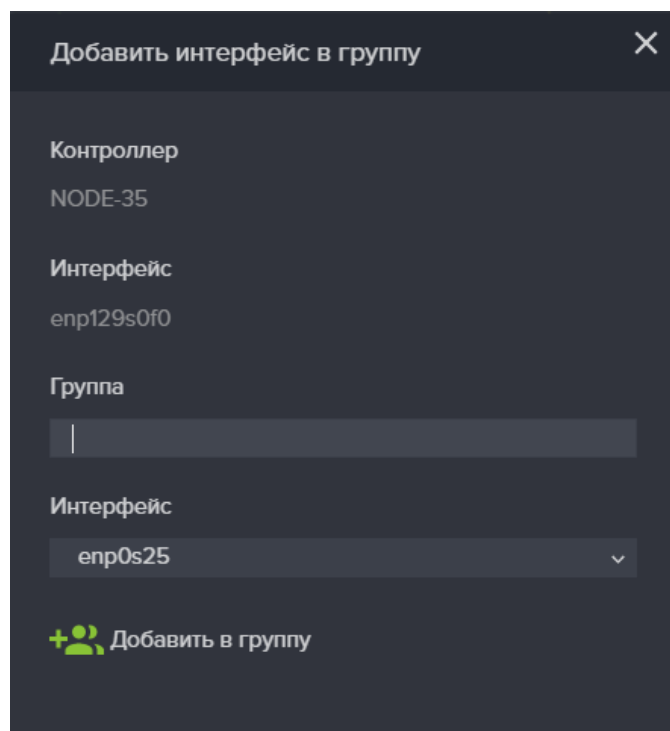 Добавить интерфейс в группу
Контроллер
NODE-35
Интерфейс
enp129s0f0
Группа
Интерфейс
enp0s25
Добавить в группу